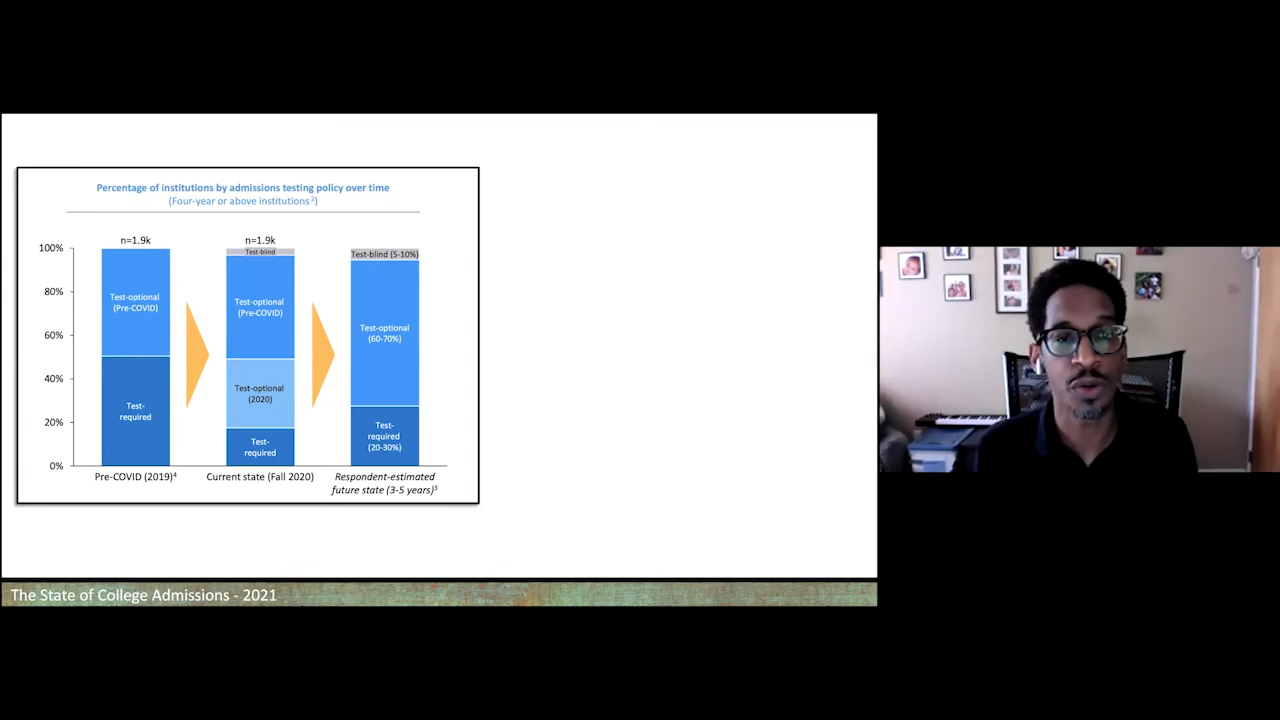 Percentage of institutions by admissions testing policy over time
(Four-year or above institutions²)
n=1.9k
n=1.9k
100%
80%
60%
40%
20%
0%
Test-optional
(Pre-COVID)
Test-
required
Test-blind
Test-optional
(Pre-COVID)
Test-optional
(2020)
Test-
required
Test-blind (5-10%)
Test-optional
(60-70%)
Test-
required
(20-30%)
Pre-COVID (2019)⁴
Current state (Fall 2020)
Respondent-estimated
future state (3-5 years)³
The State of College Admissions - 2021